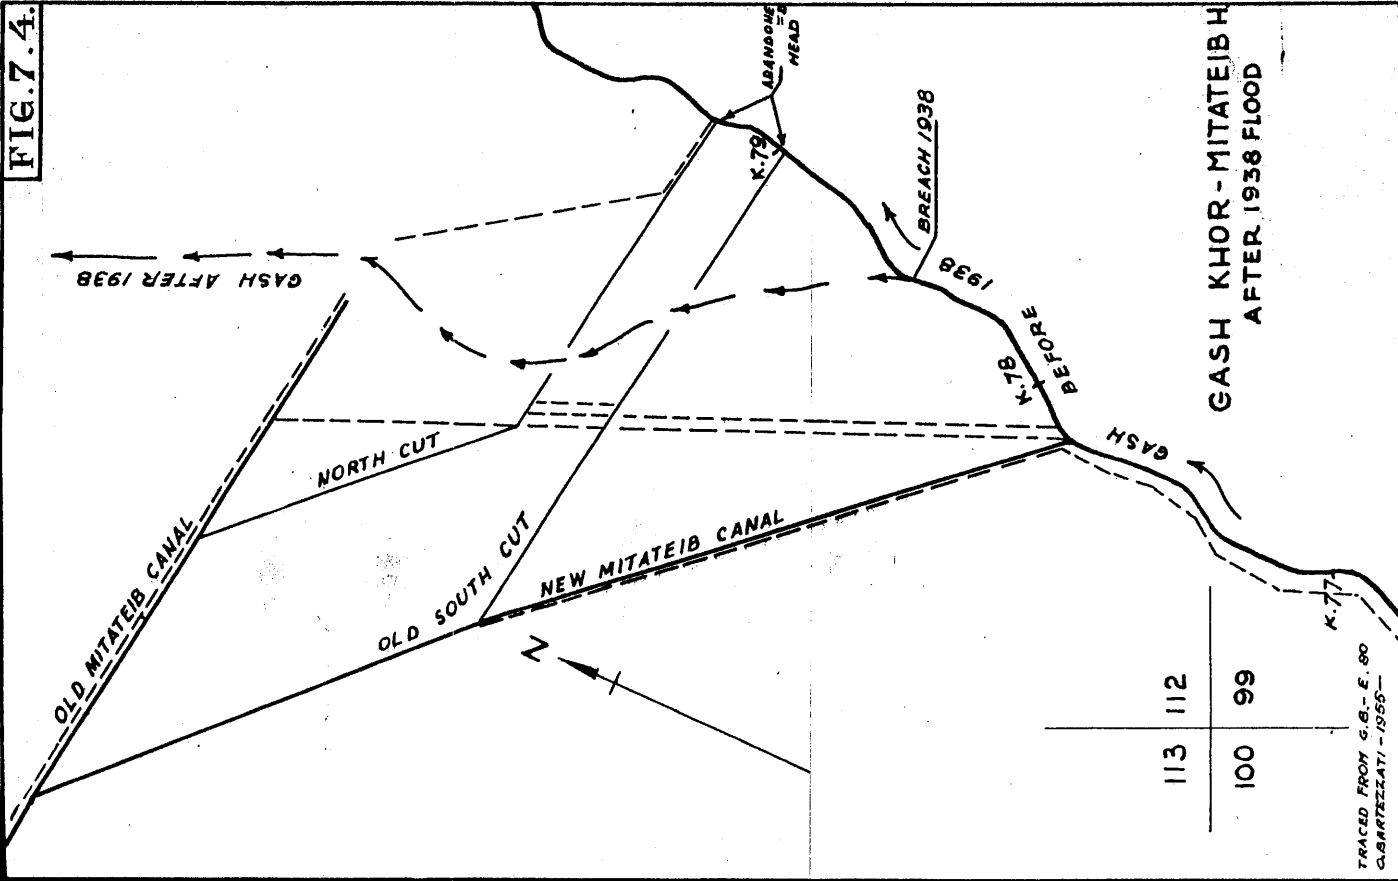 FIG.7.4.
GASH AFTER 1938
OLD MITATEIB CANAL
NORTH CUT
OLD SOUTH CUT
NEW MITATEIB CANAL
N
HEAD
K.79
BREACH 1938
GASH BEFORE 1938
K.78
K.77
GASH KHOR-MITATEIB H
AFTER 1938 FLOOD
113 112
100 99
TRACED FROM G.B.-E.80
G.BARTEZZATI-1955-